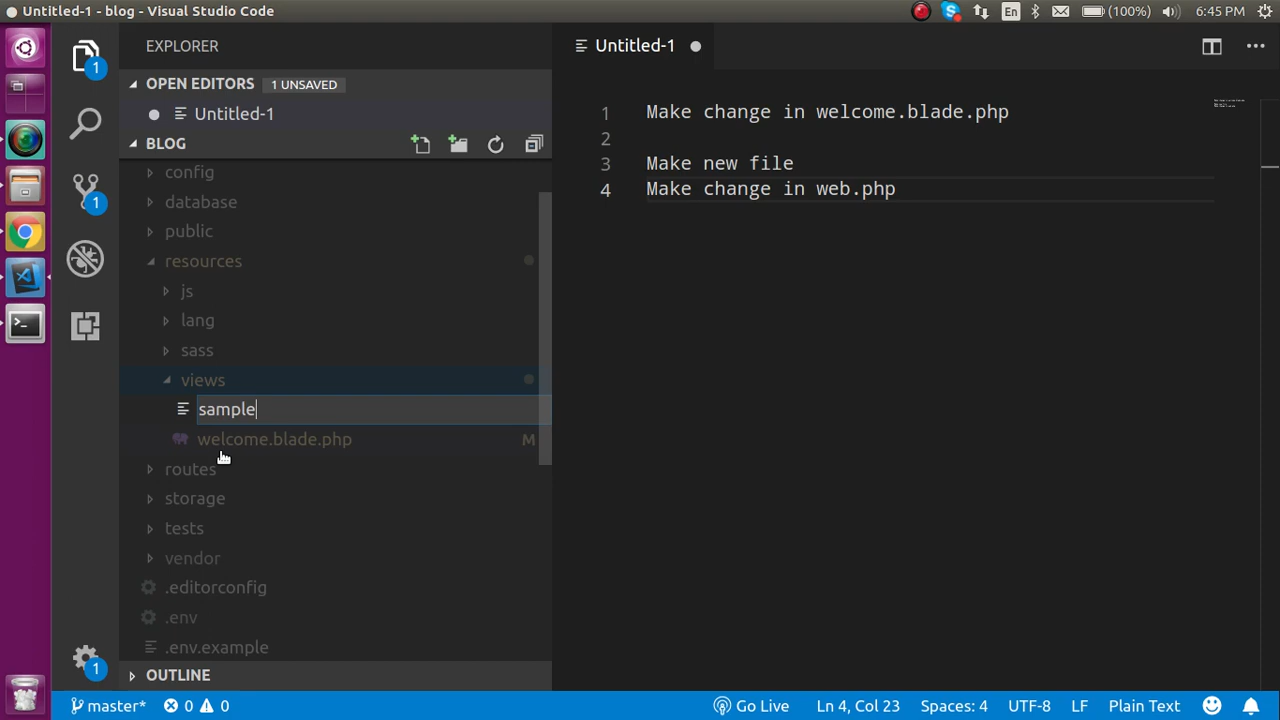 Untitled-1 - blog - Visual Studio Code
En
(100%)
6:45 PM
EXPLORER
1
OPEN EDITORS 1 UNSAVED
Untitled-1
BLOG
config
database
public
resources
js
lang
sass
views
sample
welcome.blade.php M
routes
storage
tests
vendor
.editorconfig
.env
.env.example
OUTLINE
1
1
Untitled-1
1 Make change in welcome.blade.php
2
3 Make new file
4 Make change in web.php
master* 0 0 Go Live Ln 4, Col 23 Spaces: 4 UTF-8 LF Plain Text